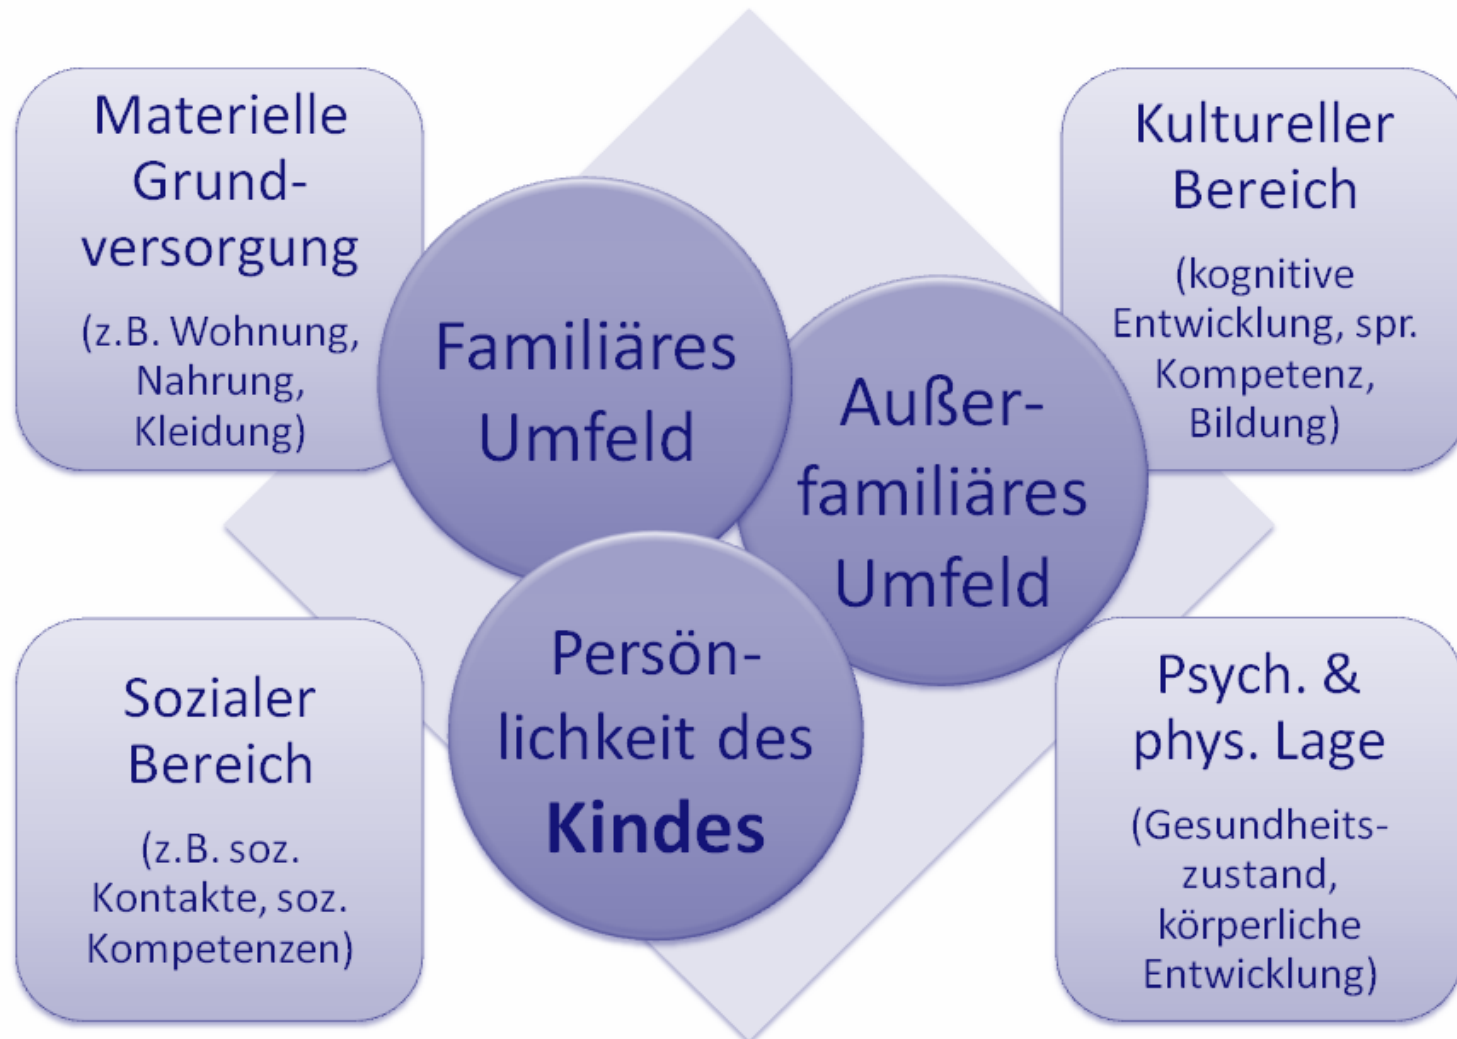 Materielle
Grund-
versorgung
(z.B. Wohnung,
Nahrung,
Kleidung)
Kultureller
Bereich
(kognitive
Entwicklung, spr.
Kompetenz,
Bildung)
Familiäres
Umfeld
Außer-
familiäres
Umfeld
Persön-
lichkeit des
Kindes
Sozialer
Bereich
(z.B. soz.
Kontakte, soz.
Kompetenzen)
Psych. &
phys. Lage
(Gesundheits-
zustand,
körperliche
Entwicklung)